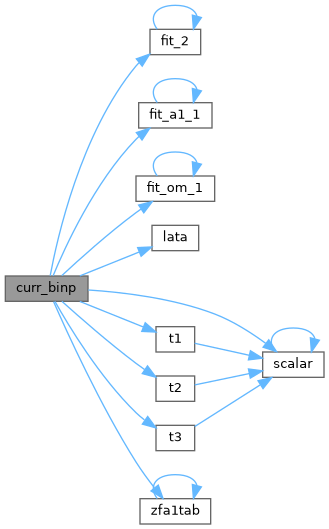 fit_2
fit_a1_1
fit_om_1
lata
curr_binp
t1
scalar
t2
t3
zfa1tab